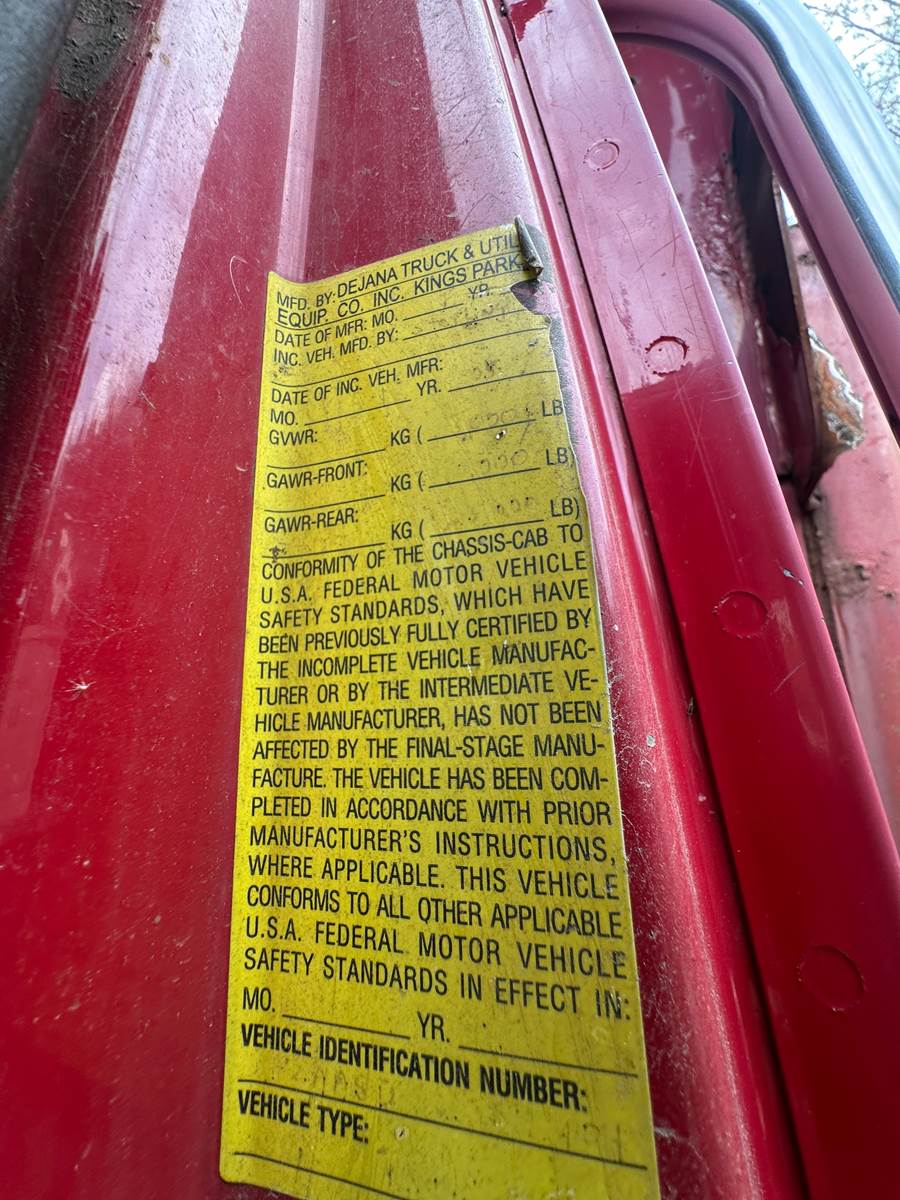 MFD. BY: DEJANA TRUCK & UTIL
EQUIP. CO. INC. KINGS PARK
DATE OF MFR: MO. YR.
INC. VEH. MFD. BY:
DATE OF INC. VEH. MFR:
MO. YR.
GVWR:
KG ( LB
GAWR-FRONT:
KG ( LB)
GAWR-REAR:
KG ( LB)
CONFORMITY OF THE CHASSIS-CAB TO
U.S.A. FEDERAL MOTOR VEHICLE
SAFETY STANDARDS, WHICH HAVE
BEEN PREVIOUSLY FULLY CERTIFIED BY
THE INCOMPLETE VEHICLE MANUFAC-
TURER OR BY THE INTERMEDIATE VE-
HICLE MANUFACTURER, HAS NOT BEEN
AFFECTED BY THE FINAL-STAGE MANU-
FACTURE. THE VEHICLE HAS BEEN COM-
PLETED IN ACCORDANCE WITH PRIOR
MANUFACTURER'S INSTRUCTIONS,
WHERE APPLICABLE. THIS VEHICLE
CONFORMS TO ALL OTHER APPLICABLE
U.S.A. FEDERAL MOTOR VEHICLE
SAFETY STANDARDS IN EFFECT IN:
MO. YR.
VEHICLE IDENTIFICATION NUMBER:
VEHICLE TYPE: